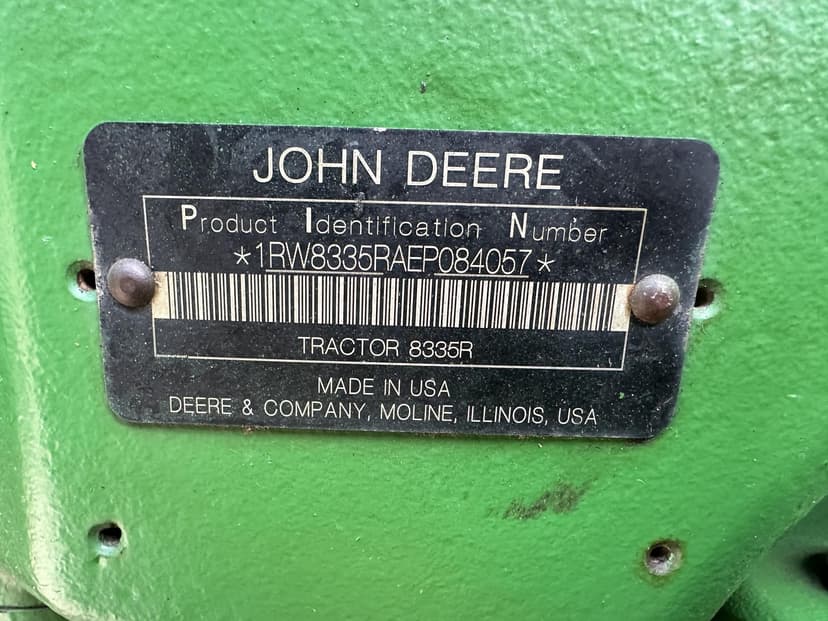 JOHN DEERE
Product Identification Number
*1RW8335RAEP084057*
TRACTOR 8335R
MADE IN USA
DEERE & COMPANY, MOLINE, ILLINOIS, USA